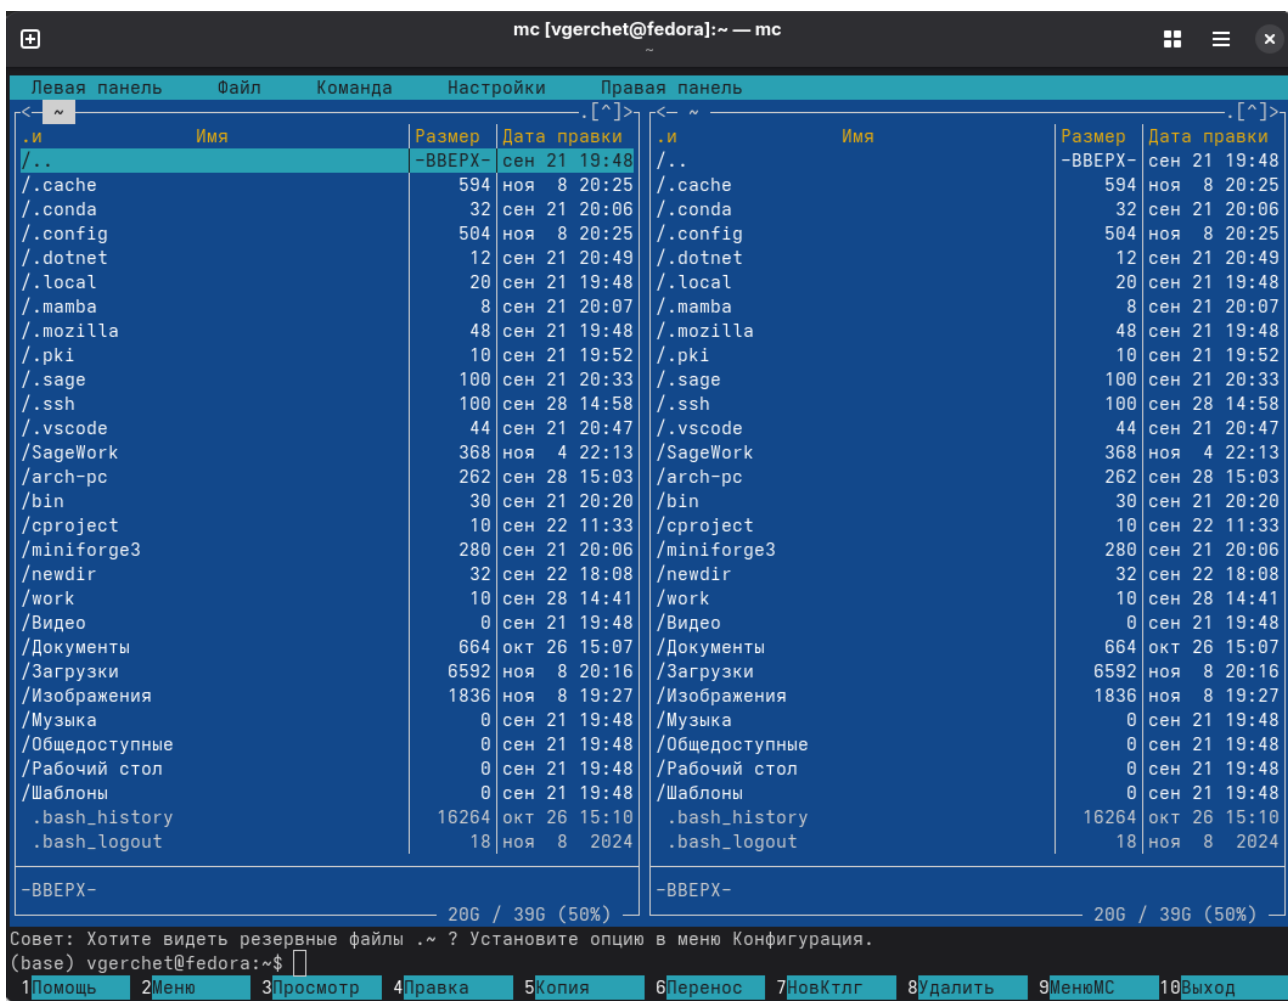 mc [vgerchet@fedora]:~ — mc
~
Левая панель Файл Команда Настройки Правая панель
┌<─ ~ ─.[^]>┐┌<─ ~ ─.[^]>┐
.и Имя Размер Дата правки .и Имя Размер Дата правки
/.. -ВВЕРХ- сен 21 19:48 /.. -ВВЕРХ- сен 21 19:48
/.cache 594 ноя 8 20:25 /.cache 594 ноя 8 20:25
/.conda 32 сен 21 20:06 /.conda 32 сен 21 20:06
/.config 504 ноя 8 20:25 /.config 504 ноя 8 20:25
/.dotnet 12 сен 21 20:49 /.dotnet 12 сен 21 20:49
/.local 20 сен 21 19:48 /.local 20 сен 21 19:48
/.mamba 8 сен 21 20:07 /.mamba 8 сен 21 20:07
/.mozilla 48 сен 21 19:48 /.mozilla 48 сен 21 19:48
/.pki 10 сен 21 19:52 /.pki 10 сен 21 19:52
/.sage 100 сен 21 20:33 /.sage 100 сен 21 20:33
/.ssh 100 сен 28 14:58 /.ssh 100 сен 28 14:58
/.vscode 44 сен 21 20:47 /.vscode 44 сен 21 20:47
/SageWork 368 ноя 4 22:13 /SageWork 368 ноя 4 22:13
/arch-pc 262 сен 28 15:03 /arch-pc 262 сен 28 15:03
/bin 30 сен 21 20:20 /bin 30 сен 21 20:20
/cproject 10 сен 22 11:33 /cproject 10 сен 22 11:33
/miniforge3 280 сен 21 20:06 /miniforge3 280 сен 21 20:06
/newdir 32 сен 22 18:08 /newdir 32 сен 22 18:08
/work 10 сен 28 14:41 /work 10 сен 28 14:41
/Видео 0 сен 21 19:48 /Видео 0 сен 21 19:48
/Документы 664 окт 26 15:07 /Документы 664 окт 26 15:07
/Загрузки 6592 ноя 8 20:16 /Загрузки 6592 ноя 8 20:16
/Изображения 1836 ноя 8 19:27 /Изображения 1836 ноя 8 19:27
/Музыка 0 сен 21 19:48 /Музыка 0 сен 21 19:48
/Общедоступные 0 сен 21 19:48 /Общедоступные 0 сен 21 19:48
/Рабочий стол 0 сен 21 19:48 /Рабочий стол 0 сен 21 19:48
/Шаблоны 0 сен 21 19:48 /Шаблоны 0 сен 21 19:48
.bash_history 16264 окт 26 15:10 .bash_history 16264 окт 26 15:10
.bash_logout 18 ноя 8 2024 .bash_logout 18 ноя 8 2024
-ВВЕРХ- -ВВЕРХ-
20G / 39G (50%) 20G / 39G (50%)
Совет: Хотите видеть резервные файлы .~ ? Установите опцию в меню Конфигурация.
(base) vgerchet@fedora:~$
1Помощь 2Меню 3Просмотр 4Правка 5Копия 6Перенос 7НовКтлг 8Удалить 9МенюMC 10Выход